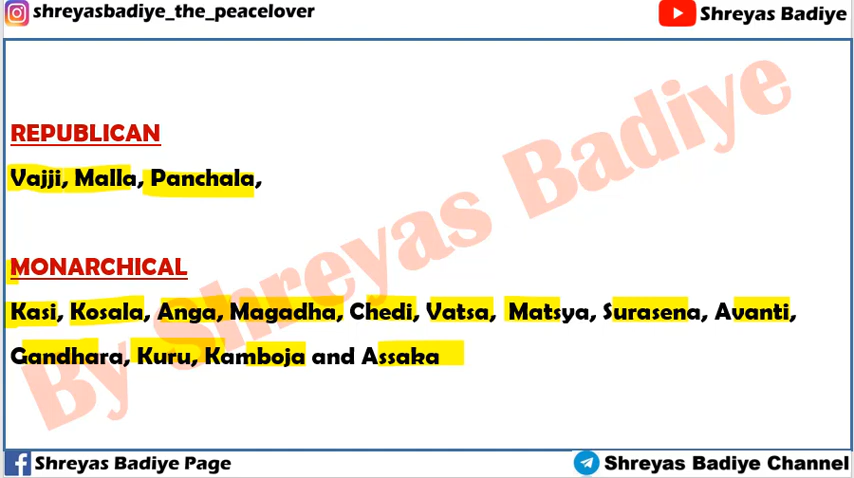 shreyasbadiye_the_peacelover
Shreyas Badiye
REPUBLICAN
Vajji, Malla, Panchala,
MONARCHICAL
Kasi, Kosala, Anga, Magadha, Chedi, Vatsa, Matsya, Surasena, Avanti,
Gandhara, Kuru, Kamboja and Assaka
By Shreyas Badiye
Shreyas Badiye Page
Shreyas Badiye Channel